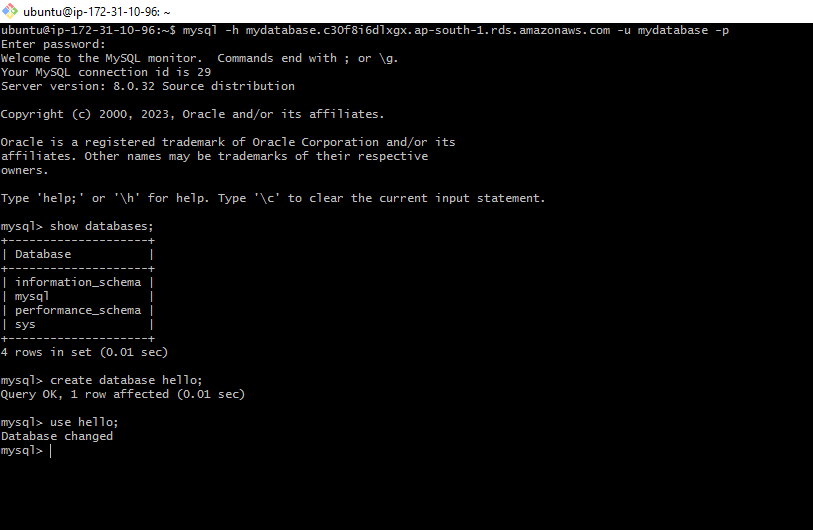 ubuntu@ip-172-31-10-96: ~
ubuntu@ip-172-31-10-96:~$ mysql -h mydatabase.c30f8i6dlxgx.ap-south-1.rds.amazonaws.com -u mydatabase -p
Enter password:
Welcome to the MySQL monitor.  Commands end with ; or \g.
Your MySQL connection id is 29
Server version: 8.0.32 Source distribution

Copyright (c) 2000, 2023, Oracle and/or its affiliates.

Oracle is a registered trademark of Oracle Corporation and/or its
affiliates. Other names may be trademarks of their respective
owners.

Type 'help;' or '\h' for help. Type '\c' to clear the current input statement.

mysql> show databases;
+--------------------+
| Database           |
+--------------------+
| information_schema |
| mysql              |
| performance_schema |
| sys                |
+--------------------+
4 rows in set (0.01 sec)

mysql> create database hello;
Query OK, 1 row affected (0.01 sec)

mysql> use hello;
Database changed
mysql>